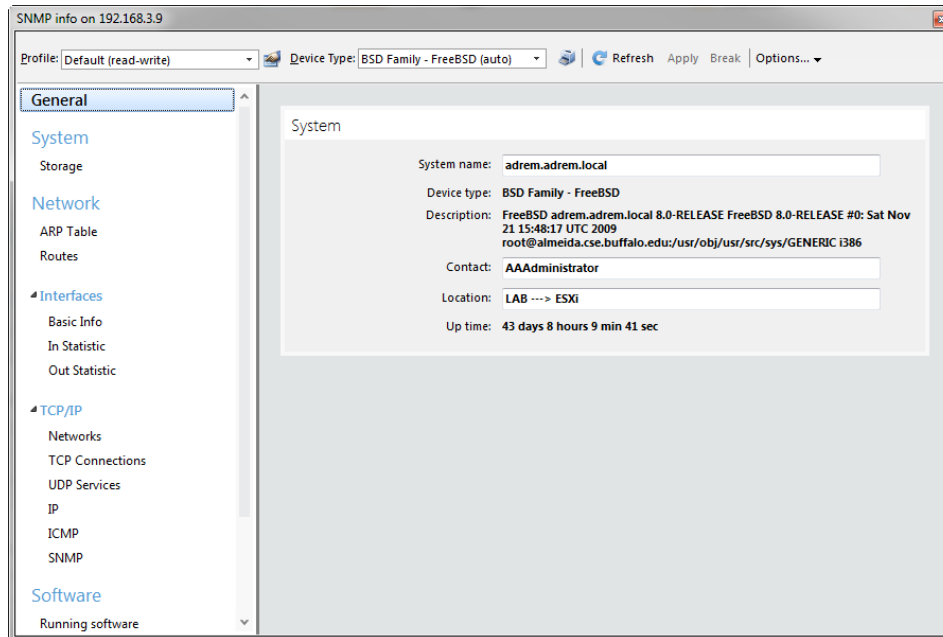 SNMP info on 192.168.3.9
Profile: Default (read-write) Device Type: BSD Family - FreeBSD (auto) Refresh Apply Break Options...
General
System
Storage
Network
ARP Table
Routes
Interfaces
Basic Info
In Statistic
Out Statistic
TCP/IP
Networks
TCP Connections
UDP Services
IP
ICMP
SNMP
Software
Running software
System
System name: adrem.adrem.local
Device type: BSD Family - FreeBSD
Description: FreeBSD adrem.adrem.local 8.0-RELEASE FreeBSD 8.0-RELEASE #0: Sat Nov
21 15:48:17 UTC 2009
root@almeida.cse.buffalo.edu:/usr/obj/usr/src/sys/GENERIC i386
Contact: AAAdministrator
Location: LAB ---> ESXi
Up time: 43 days 8 hours 9 min 41 sec